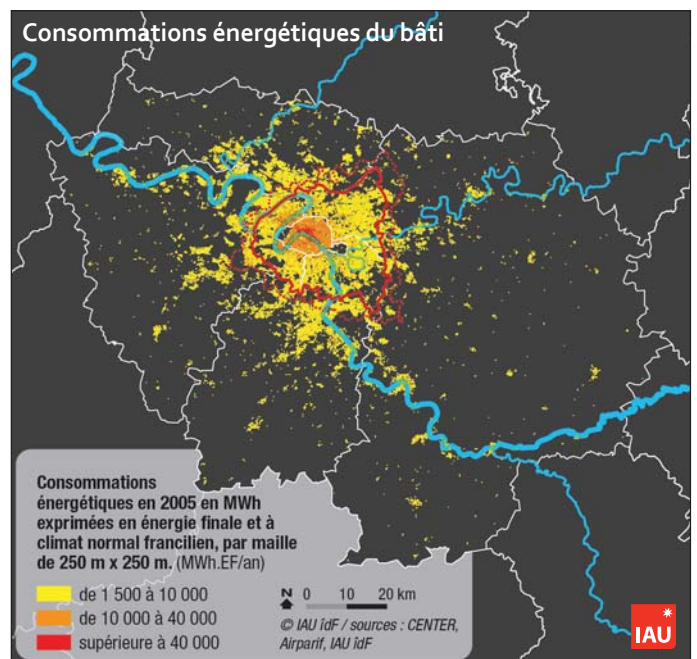 Consommations énergétiques du bâti
Consommations
énergétiques en 2005 en MWh
exprimées en énergie finale et à
climat normal francilien, par maille
de 250 m x 250 m. (MWh.EF/an)
de 1 500 à 10 000
de 10 000 à 40 000
supérieure à 40 000
N 0 10 20 km
© IAU îdF / sources : CENTER,
Airparif, IAU îdF
IAU